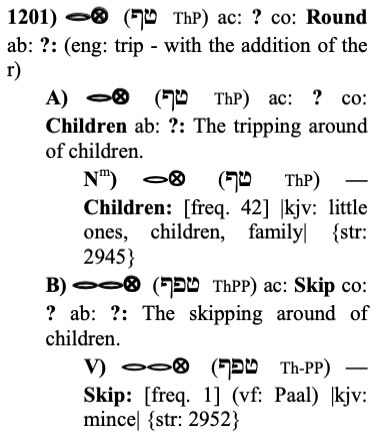 1201) (טף ThP) ac: ? co: Round
ab: ?: (eng: trip - with the addition of the
r)
A) (טף ThP) ac: ? co:
Children ab: ?: The tripping around
of children.
Nm) (טף ThP) —
Children: [freq. 42] |kjv: little
ones, children, family| {str:
2945}
B) (טפף ThPP) ac: Skip co:
? ab: ?: The skipping around of
children.
V) (טפף Th-PP) —
Skip: [freq. 1] (vf: Paal) |kjv:
mince| {str: 2952}